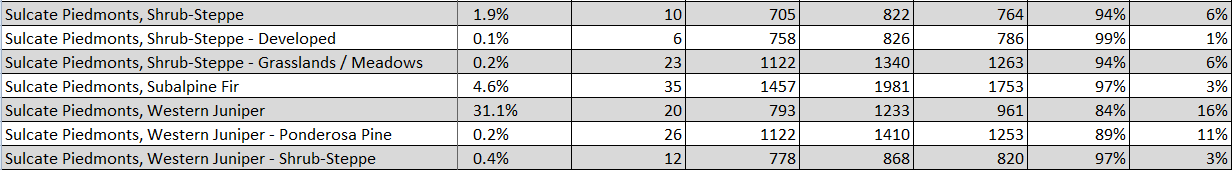 Sulcate Piedmonts, Shrub-Steppe 1.9% 10 705 822 764 94% 6%
Sulcate Piedmonts, Shrub-Steppe - Developed 0.1% 6 758 826 786 99% 1%
Sulcate Piedmonts, Shrub-Steppe - Grasslands / Meadows 0.2% 23 1122 1340 1263 94% 6%
Sulcate Piedmonts, Subalpine Fir 4.6% 35 1457 1981 1753 97% 3%
Sulcate Piedmonts, Western Juniper 31.1% 20 793 1233 961 84% 16%
Sulcate Piedmonts, Western Juniper - Ponderosa Pine 0.2% 26 1122 1410 1253 89% 11%
Sulcate Piedmonts, Western Juniper - Shrub-Steppe 0.4% 12 778 868 820 97% 3%